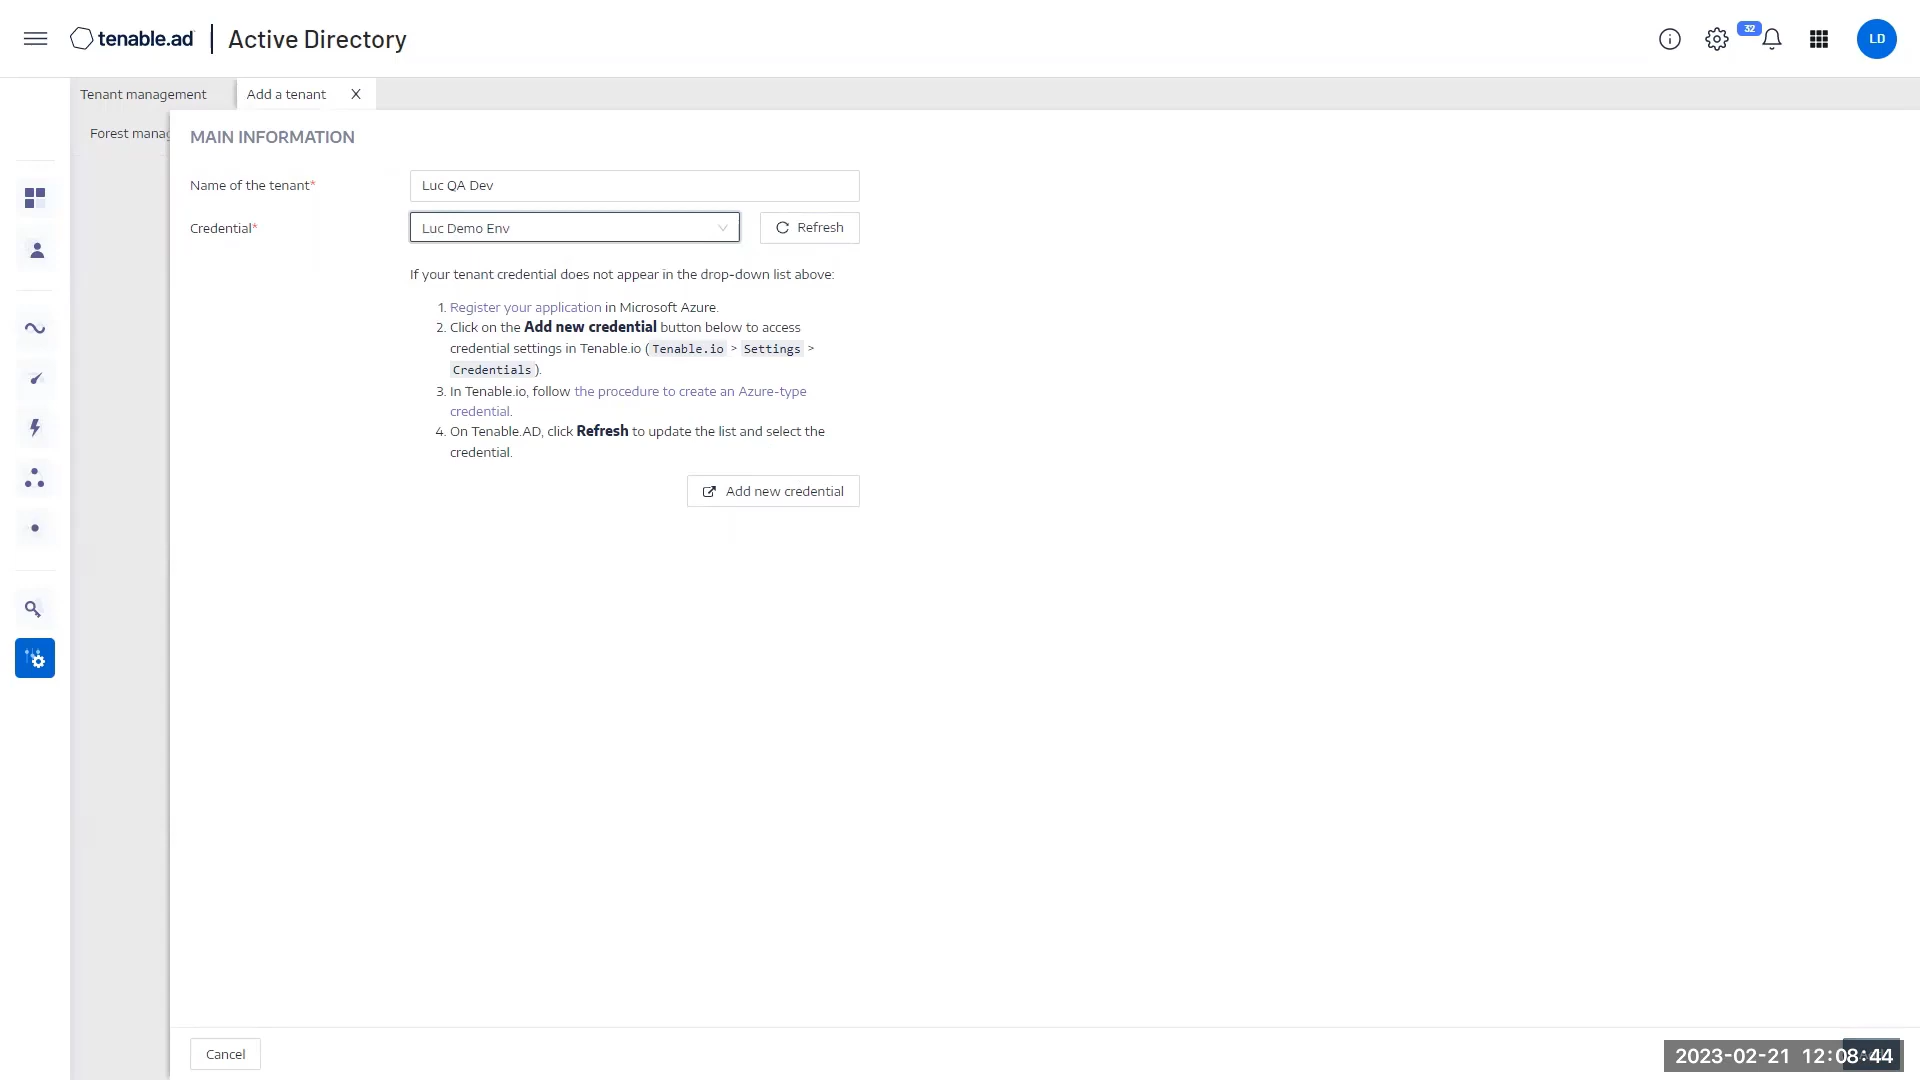 tenable.ad
Active Directory
32
LD
Tenant management
Add a tenant
X
Forest manag
MAIN INFORMATION
Name of the tenant*
Luc QA Dev
Credential*
Luc Demo Env
Refresh
If your tenant credential does not appear in the drop-down list above:
1. Register your application in Microsoft Azure.
2. Click on the Add new credential button below to access
credential settings in Tenable.io (Tenable.io > Settings >
Credentials).
3. In Tenable.io, follow the procedure to create an Azure-type
credential.
4. On Tenable.AD, click Refresh to update the list and select the
credential.
Add new credential
Cancel
2023-02-21 12:08:44